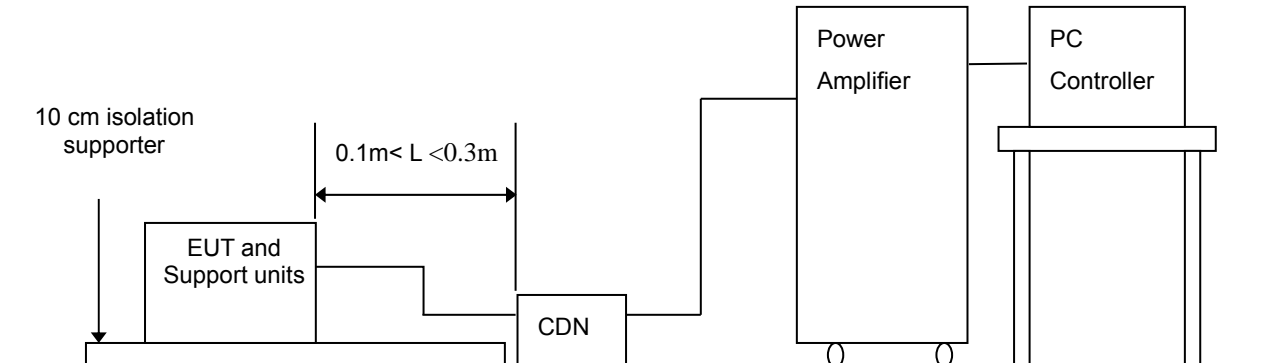 Power
Amplifier
PC
Controller
10 cm isolation
supporter
0.1m< L <0.3m
EUT and
Support units
CDN